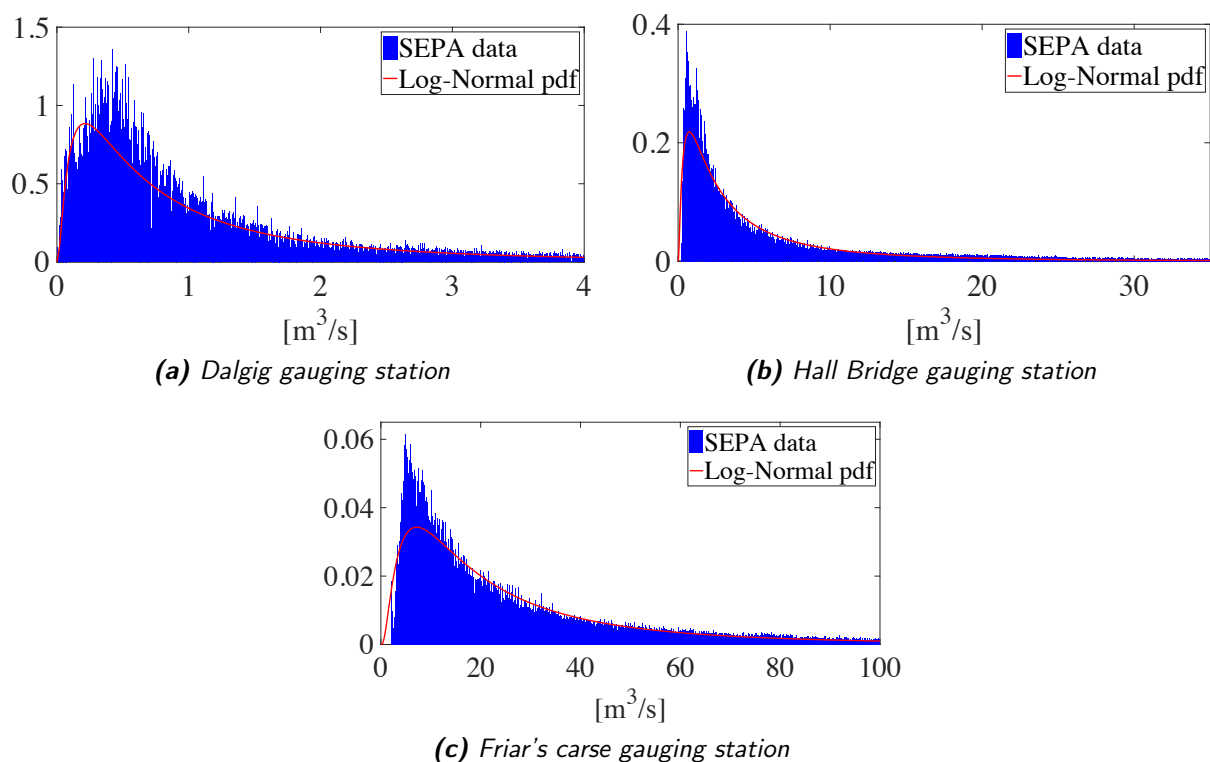 1.5
1
0.5
0
0 1 2 3 4
[m³/s]
SEPA data
Log-Normal pdf
(a) Dalgig gauging station
0.4
0.2
0
0 10 20 30
[m³/s]
SEPA data
Log-Normal pdf
(b) Hall Bridge gauging station
0.06
0.04
0.02
0
0 20 40 60 80 100
[m³/s]
SEPA data
Log-Normal pdf
(c) Friar's carse gauging station